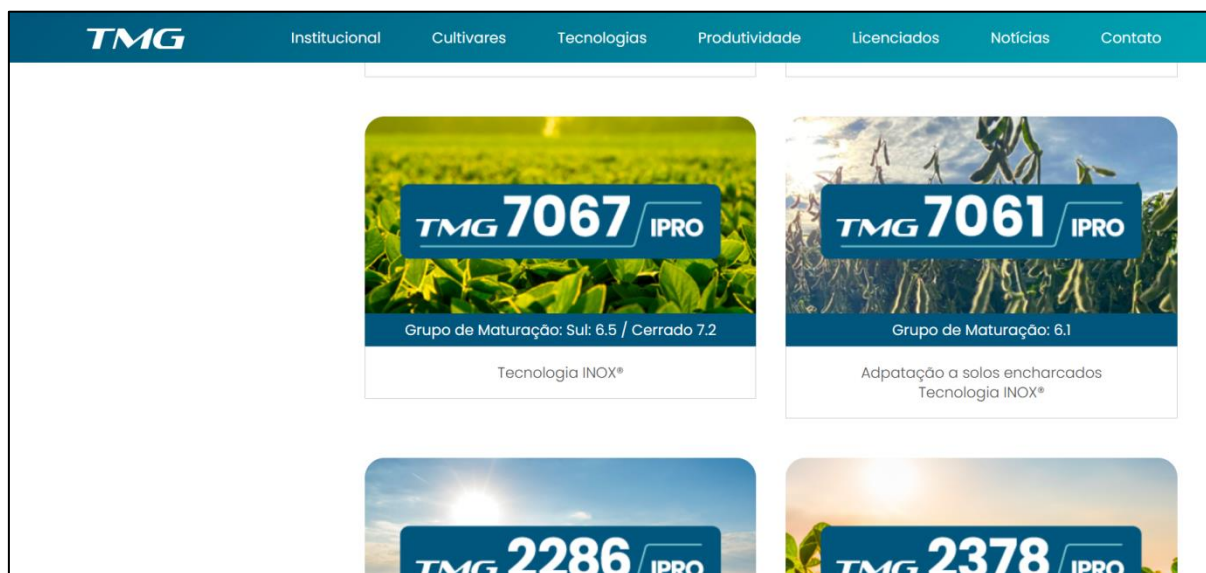 TMG Institucional Cultivares Tecnologias Produtividade Licenciados Notícias Contato
TMG 7067 IPRO
Grupo de Maturação: Sul: 6.5 / Cerrado 7.2
Tecnologia INOX®
TMG 7061 IPRO
Grupo de Maturação: 6.1
Adpatação a solos encharcados
Tecnologia INOX®
TMG 2286 IPRO
TMG 2378 IPRO